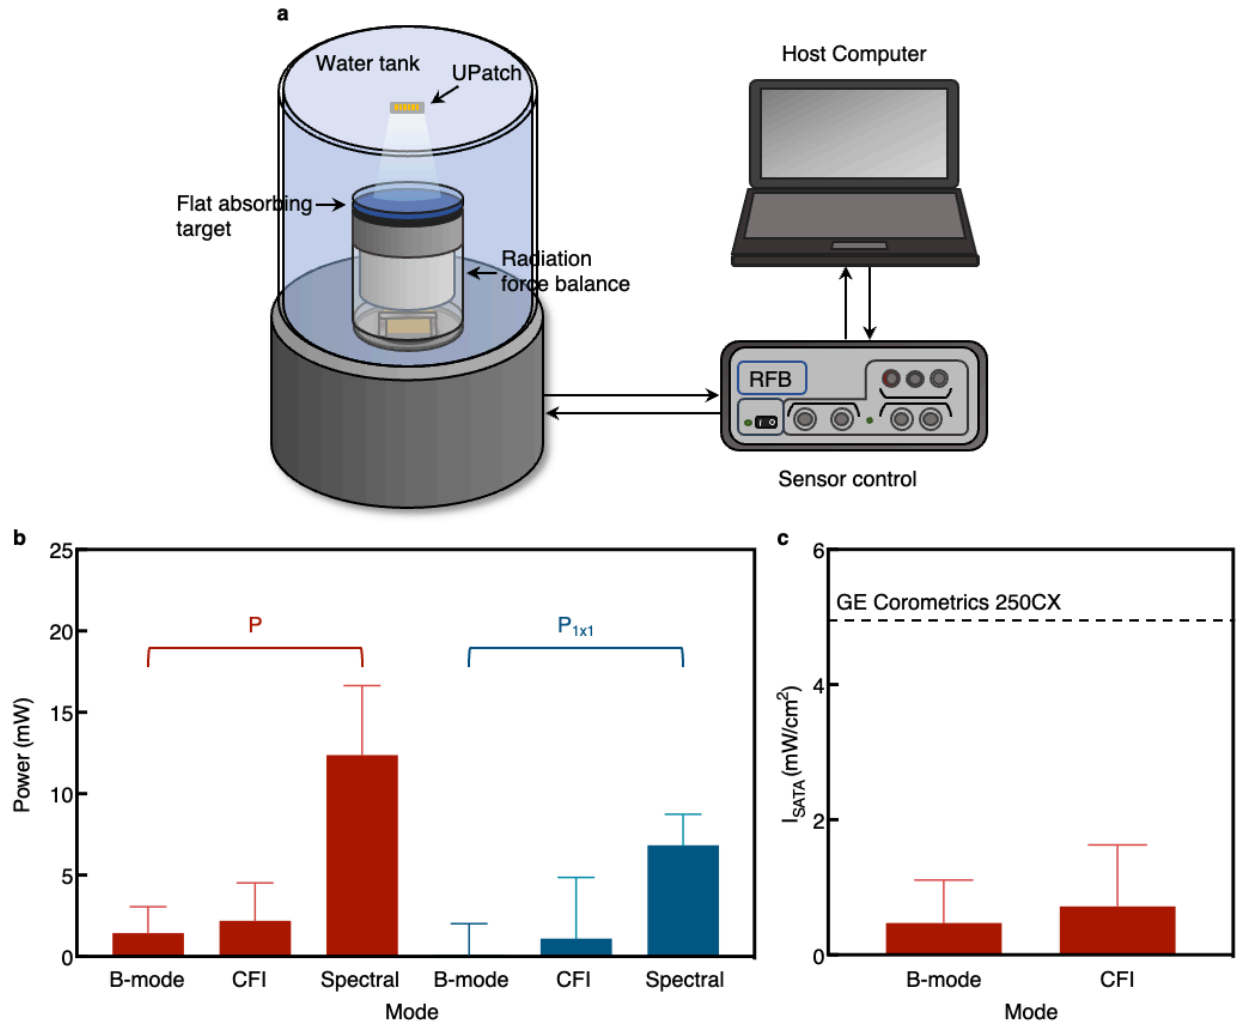 a
Water tank
UPatch
Host Computer
Flat absorbing
target
Radiation
force balance
RFB
Sensor control
b
25
20
15
10
5
0
Power (mW)
P
P1x1
B-mode
CFI
Spectral
B-mode
CFI
Spectral
Mode
c
6
4
2
0
ISATA (mW/cm²)
GE Corometrics 250CX
B-mode
CFI
Mode